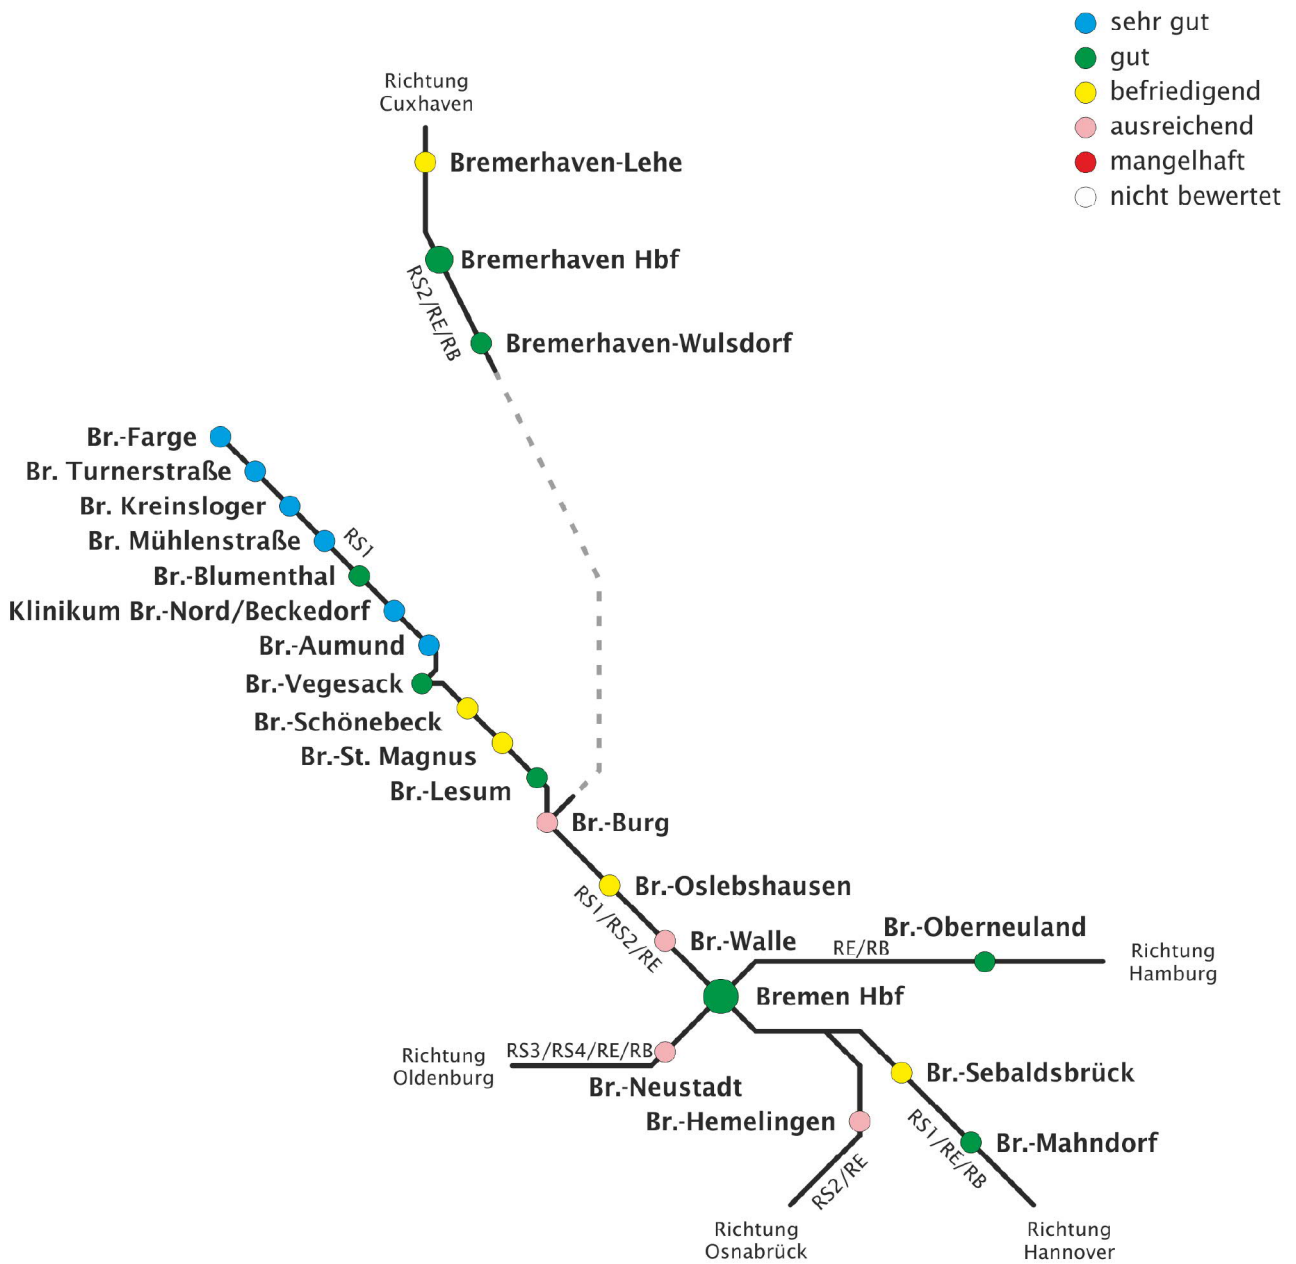 sehr gut
gut
befriedigend
ausreichend
mangelhaft
nicht bewertet
Richtung
Cuxhaven
Bremerhaven-Lehe
Bremerhaven Hbf
RS2/RE/RB
Bremerhaven-Wulsdorf
Br.-Farge
Br. Turnerstraße
Br. Kreinsloger
Br. Mühlenstraße
RS1
Br.-Blumenthal
Klinikum Br.-Nord/Beckedorf
Br.-Aumund
Br.-Vegesack
Br.-Schönebeck
Br.-St. Magnus
Br.-Lesum
Br.-Burg
Br.-Oslebshausen
RS1/RS2/RE
Br.-Walle
Br.-Oberneuland
RE/RB
Richtung
Hamburg
Bremen Hbf
RS3/RS4/RE/RB
Richtung
Oldenburg
Br.-Neustadt
Br.-Sebaldsbrück
Br.-Hemelingen
RS1/RE/RB
Br.-Mahndorf
RS2/RE
Richtung
Osnabrück
Richtung
Hannover